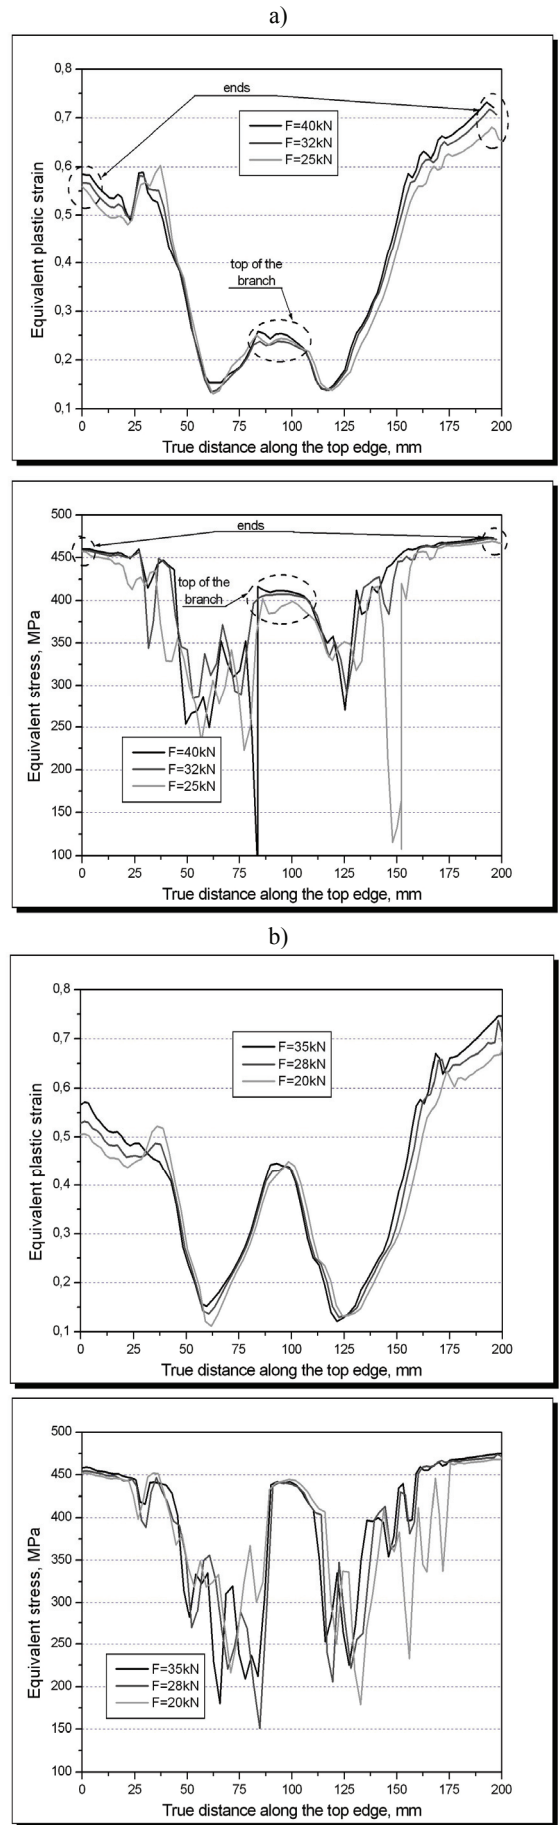 a)
0,8
0,7
0,6
0,5
0,4
0,3
0,2
0,1
Equivalent plastic strain
ends
F=40kN
F=32kN
F=25kN
top of the
branch
0 25 50 75 100 125 150 175 200
True distance along the top edge, mm
500
450
400
350
300
250
200
150
100
Equivalent stress, MPa
ends
top of the
branch
F=40kN
F=32kN
F=25kN
0 25 50 75 100 125 150 175 200
True distance along the top edge, mm
b)
0,8
0,7
0,6
0,5
0,4
0,3
0,2
0,1
Equivalent plastic strain
F=35kN
F=28kN
F=20kN
0 25 50 75 100 125 150 175 200
True distance along the top edge, mm
500
450
400
350
300
250
200
150
100
Equivalent stress, MPa
F=35kN
F=28kN
F=20kN
0 25 50 75 100 125 150 175 200
True distance along the top edge, mm